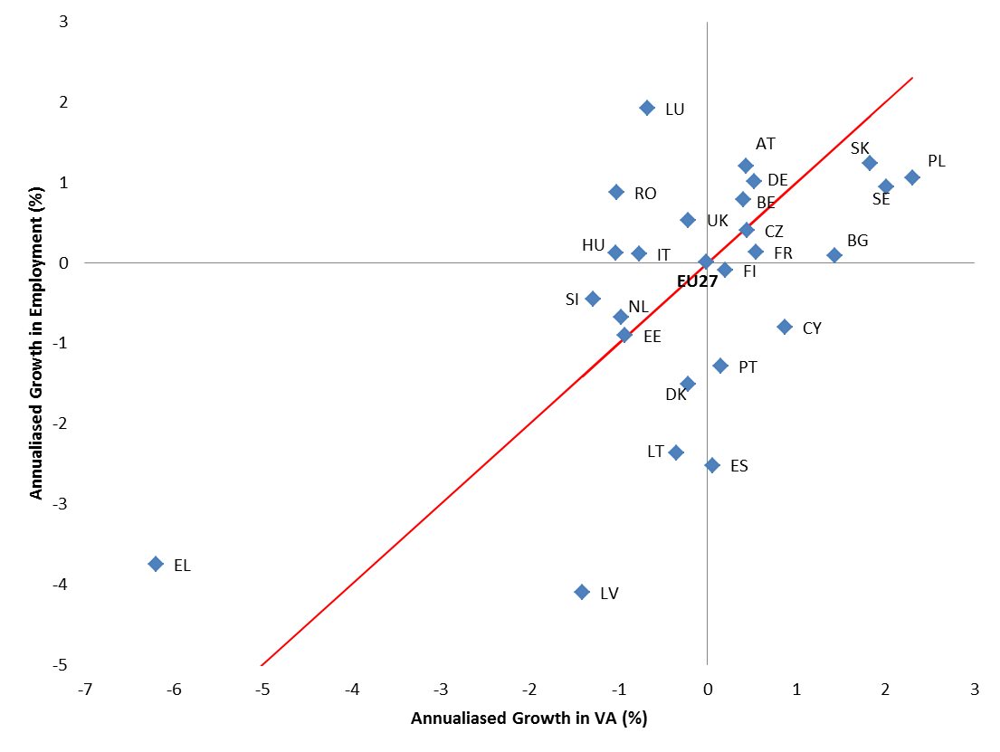 3
2
1
0
-1
-2
-3
-4
-5
Annualiased Growth in Employment (%)
LU
AT
SK
PL
DE
RO
SE
BE
UK
CZ
BG
HU
IT
FR
FI
EU27
SI
NL
CY
EE
PT
DK
LT
ES
EL
LV
-7 -6 -5 -4 -3 -2 -1 0 1 2 3
Annualiased Growth in VA (%)